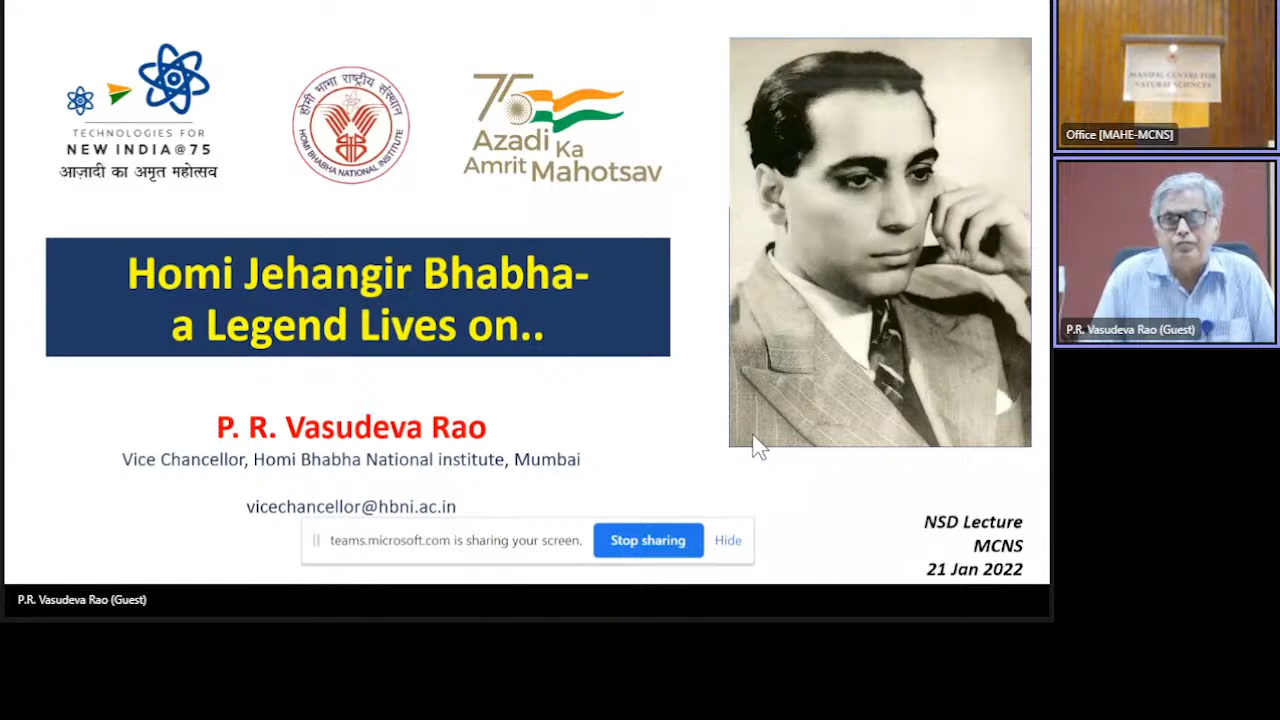 TECHNOLOGIES FOR
NEW INDIA@75
आज़ादी का अमृत महोत्सव
होमी भाभा राष्ट्रीय संस्थान
HOMI BHABHA NATIONAL INSTITUTE
75
Azadi Ka
Amrit Mahotsav
Homi Jehangir Bhabha-
a Legend Lives on..
P. R. Vasudeva Rao
Vice Chancellor, Homi Bhabha National institute, Mumbai
vicechancellor@hbni.ac.in
teams.microsoft.com is sharing your screen.
Stop sharing
Hide
NSD Lecture
MCNS
21 Jan 2022
P.R. Vasudeva Rao (Guest)
MANIPAL CENTRE FOR
NATURAL SCIENCES
Office [MAHE-MCNS]
P.R. Vasudeva Rao (Guest)